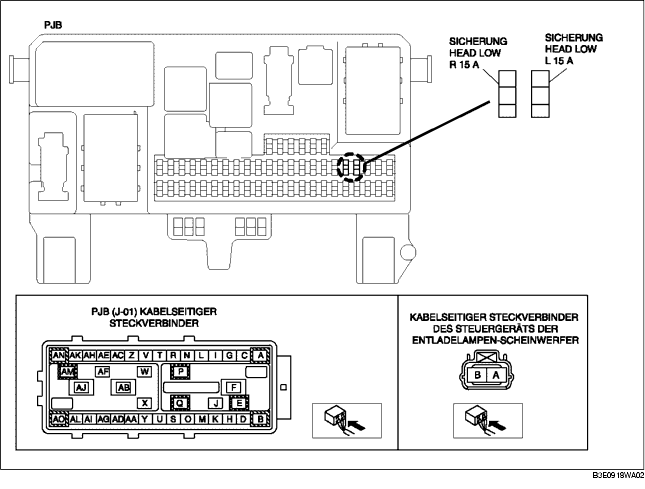 PJB
SICHERUNG
HEAD LOW
R 15 A
SICHERUNG
HEAD LOW
L 15 A
PJB (J-01) KABELSEITIGER
STECKVERBINDER
AN AK AH AE AC Z V T R N L I G C A
AM AF W P
AJ AB F
X Q J E
AO AL AI AG AD AA Y U S O M K H D B
KABELSEITIGER STECKVERBINDER
DES STEUERGERÄTS DER
ENTLADELAMPEN-SCHEINWERFER
B A
B3E0918WA02